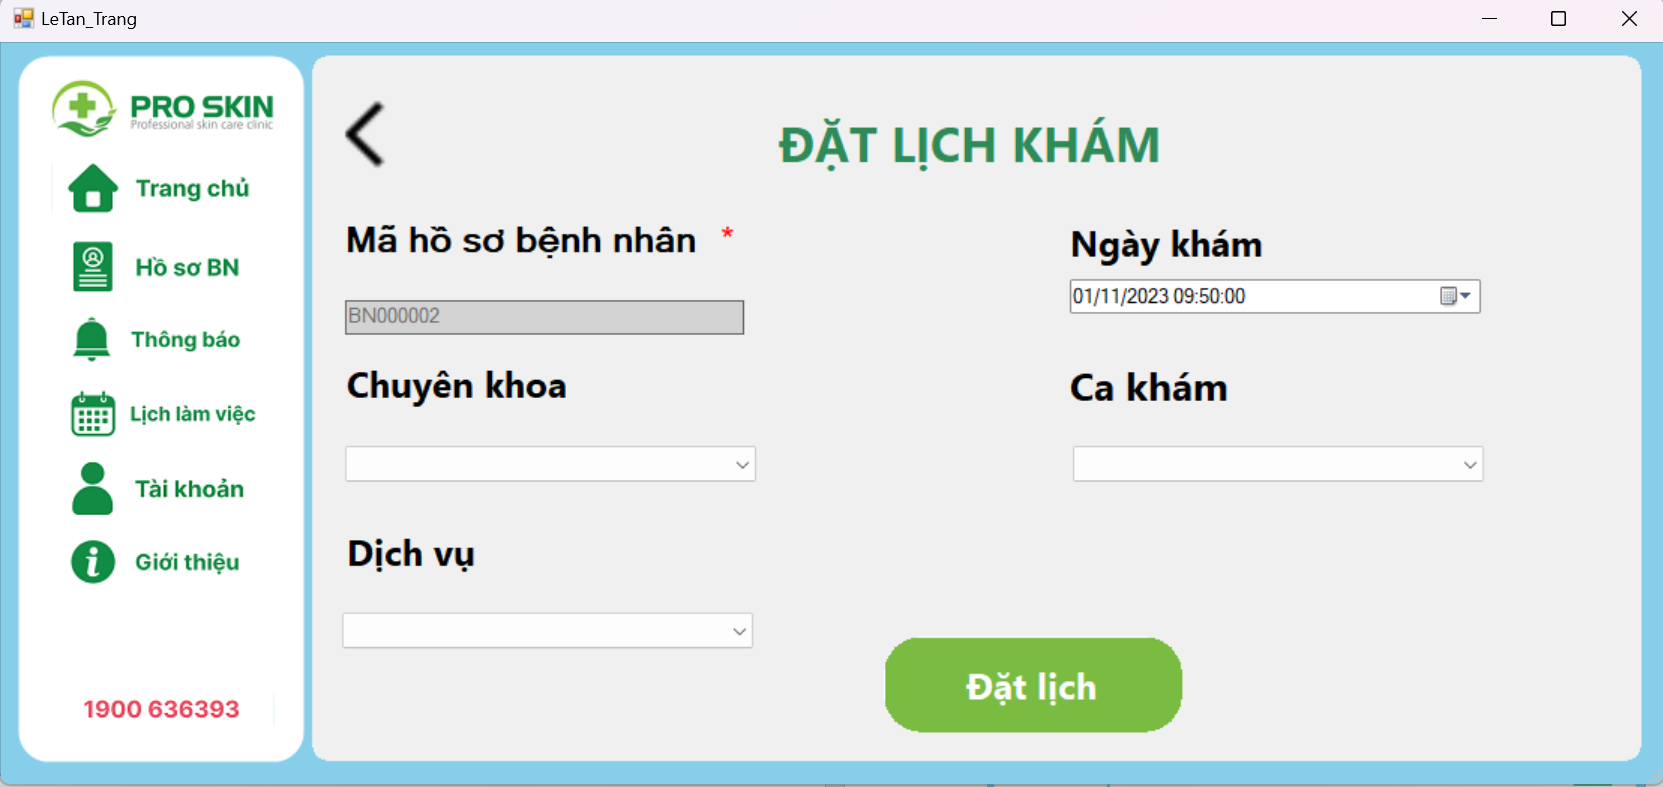 LeTan_Trang
PRO SKIN
Professional skin care clinic
Trang chủ
Hồ sơ BN
Thông báo
Lịch làm việc
Tài khoản
Giới thiệu
1900 636393
ĐẶT LỊCH KHÁM
Mã hồ sơ bệnh nhân *
BN000002
Ngày khám
01/11/2023 09:50:00
Chuyên khoa
Ca khám
Dịch vụ
Đặt lịch